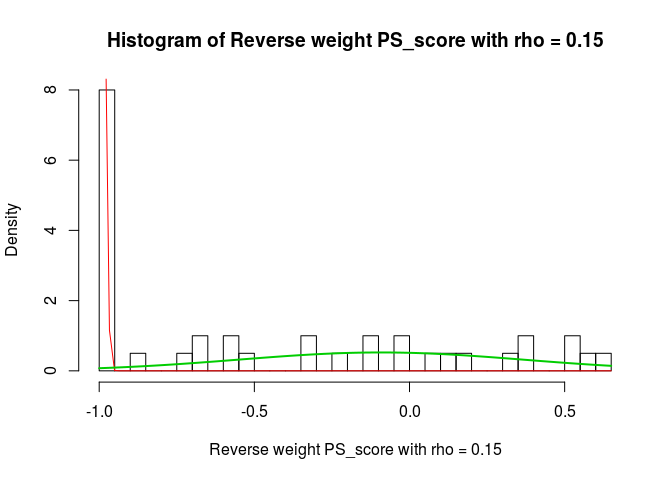 Histogram of Reverse weight PS_score with rho = 0.15
Density
8
6
4
2
0
-1.0 -0.5 0.0 0.5
Reverse weight PS_score with rho = 0.15